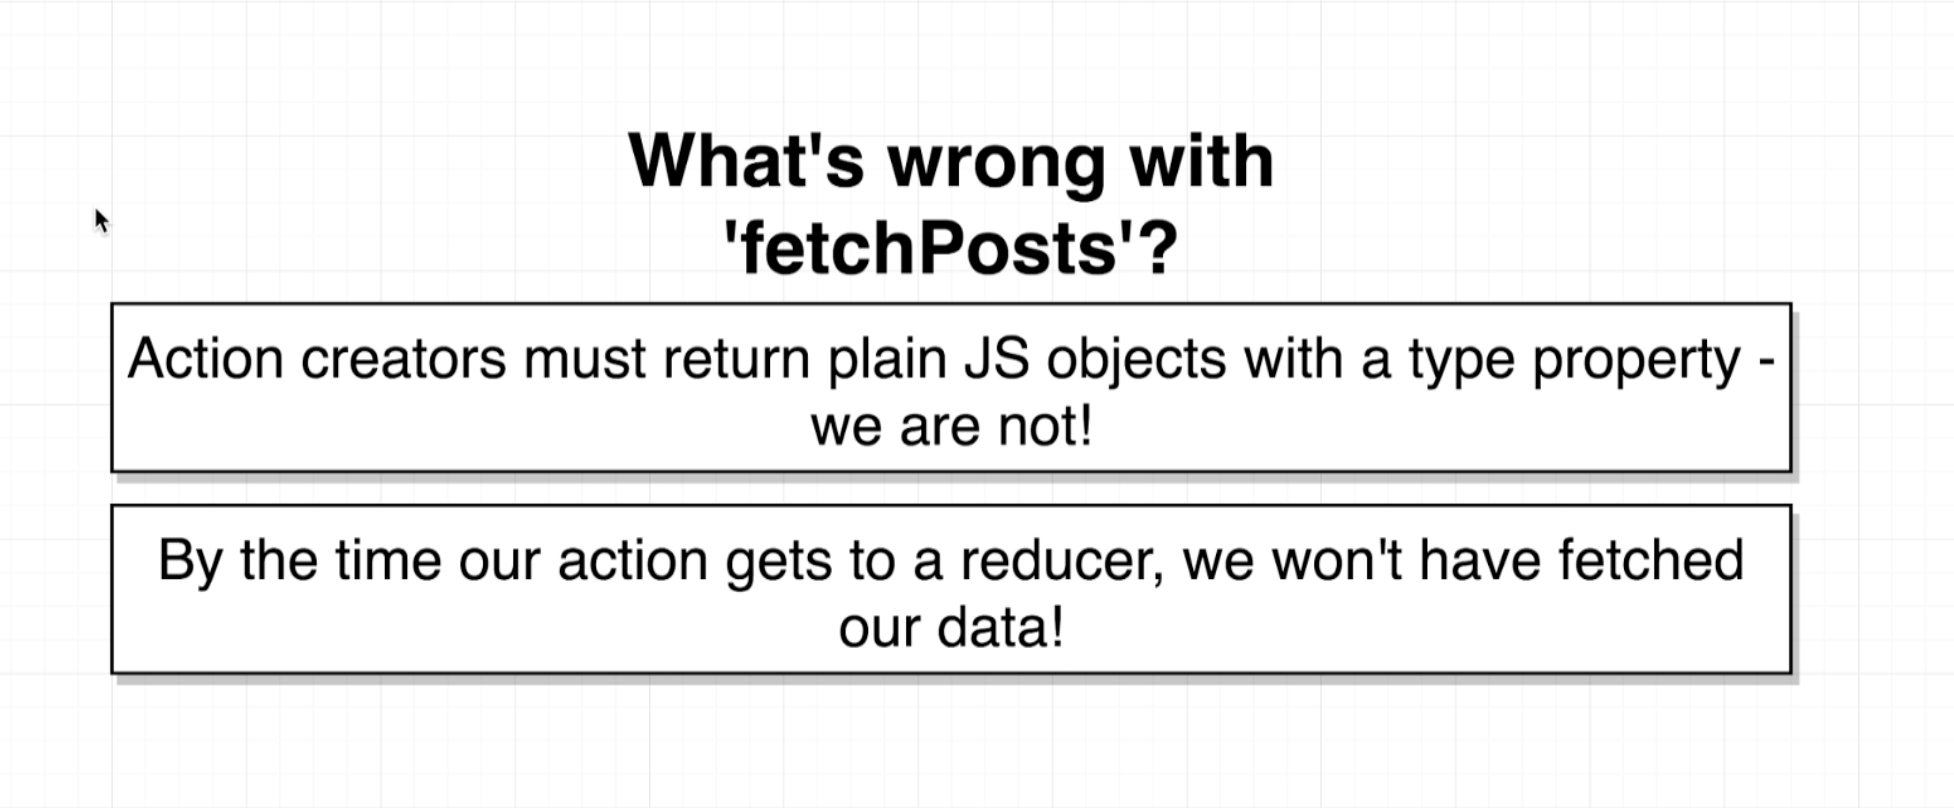 What's wrong with
'fetchPosts'?
Action creators must return plain JS objects with a type property -
we are not!
By the time our action gets to a reducer, we won't have fetched
our data!